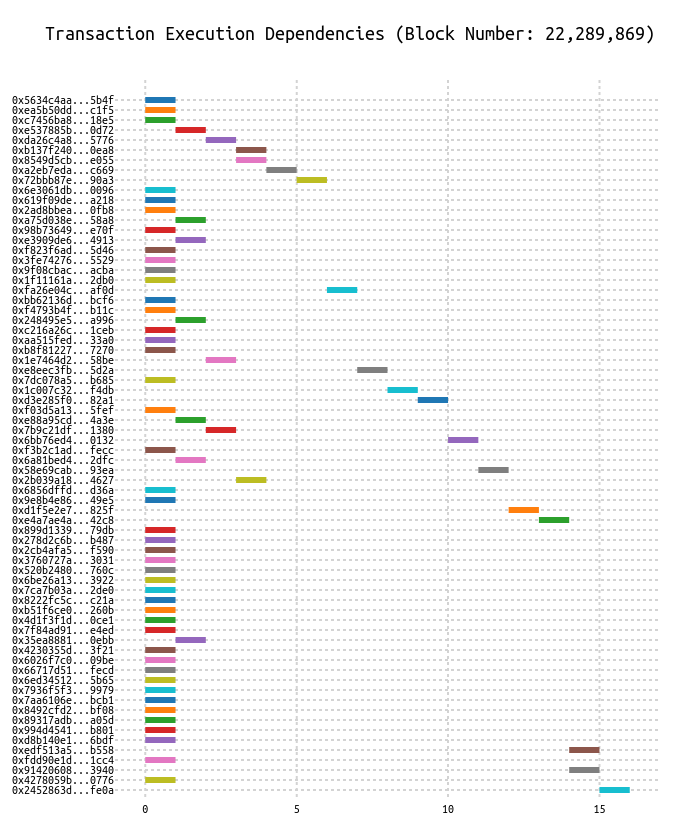 Transaction Execution Dependencies (Block Number: 22,289,869)
0x5634c4aa...5b4f
0xea5b50dd...c1f5
0xc7456ba8...18e5
0xe537885b...0d72
0xda26c4a8...5776
0xb137f240...0ea8
0x8549d5cb...e055
0xa2eb7eda...c669
0x72bbb87e...90a3
0x6e3061db...0096
0x619f09de...a218
0x2ad8bbea...0fb8
0xa75d038e...58a8
0x98b73649...e70f
0xe3909de6...4913
0xf823f6ad...5d46
0x3fe74276...5529
0x9f08cbac...acba
0x1f11161a...2db0
0xfa26e04c...af0d
0xbb62136d...bcf6
0xf4793b4f...b11c
0x248495e5...a996
0xc216a26c...1ceb
0xaa515fed...33a0
0xb8f81227...7270
0x1e7464d2...58be
0xe8eec3fb...5d2a
0x7dc078a5...b685
0x1c007c32...f4db
0xd3e285f0...82a1
0xf03d5a13...5fef
0xe88a95cd...4a3e
0x7b9c21df...1380
0x6bb76ed4...0132
0xf3b2c1ad...fecc
0x6a81bed4...2dfc
0x58e69cab...93ea
0x2b039a18...4627
0x6856dffd...d36a
0x9e8b4e86...49e5
0xd1f5e2e7...825f
0xe4a7ae4a...42c8
0x899d1339...79db
0x278d2c6b...b487
0x2cb4afa5...f590
0x3760727a...3031
0x520b2480...760c
0x6be26a13...3922
0x7ca7b03a...2de0
0x8222fc5c...c21a
0xb51f6ce0...260b
0x4d1f3f1d...0ce1
0x7f84ad91...e4ed
0x35ea8881...0ebb
0x4230355d...3f21
0x6026f7c0...09be
0x66717d51...fecd
0x6ed34512...5b65
0x7936f5f3...9979
0x7aa6106e...bcb1
0x8492cfd2...bf08
0x89317adb...a05d
0x994d4541...b801
0xd8b140e1...6bdf
0xedf513a5...b558
0xfdd90e1d...1cc4
0x91420608...3940
0x4278059b...0776
0x2452863d...fe0a
0 5 10 15